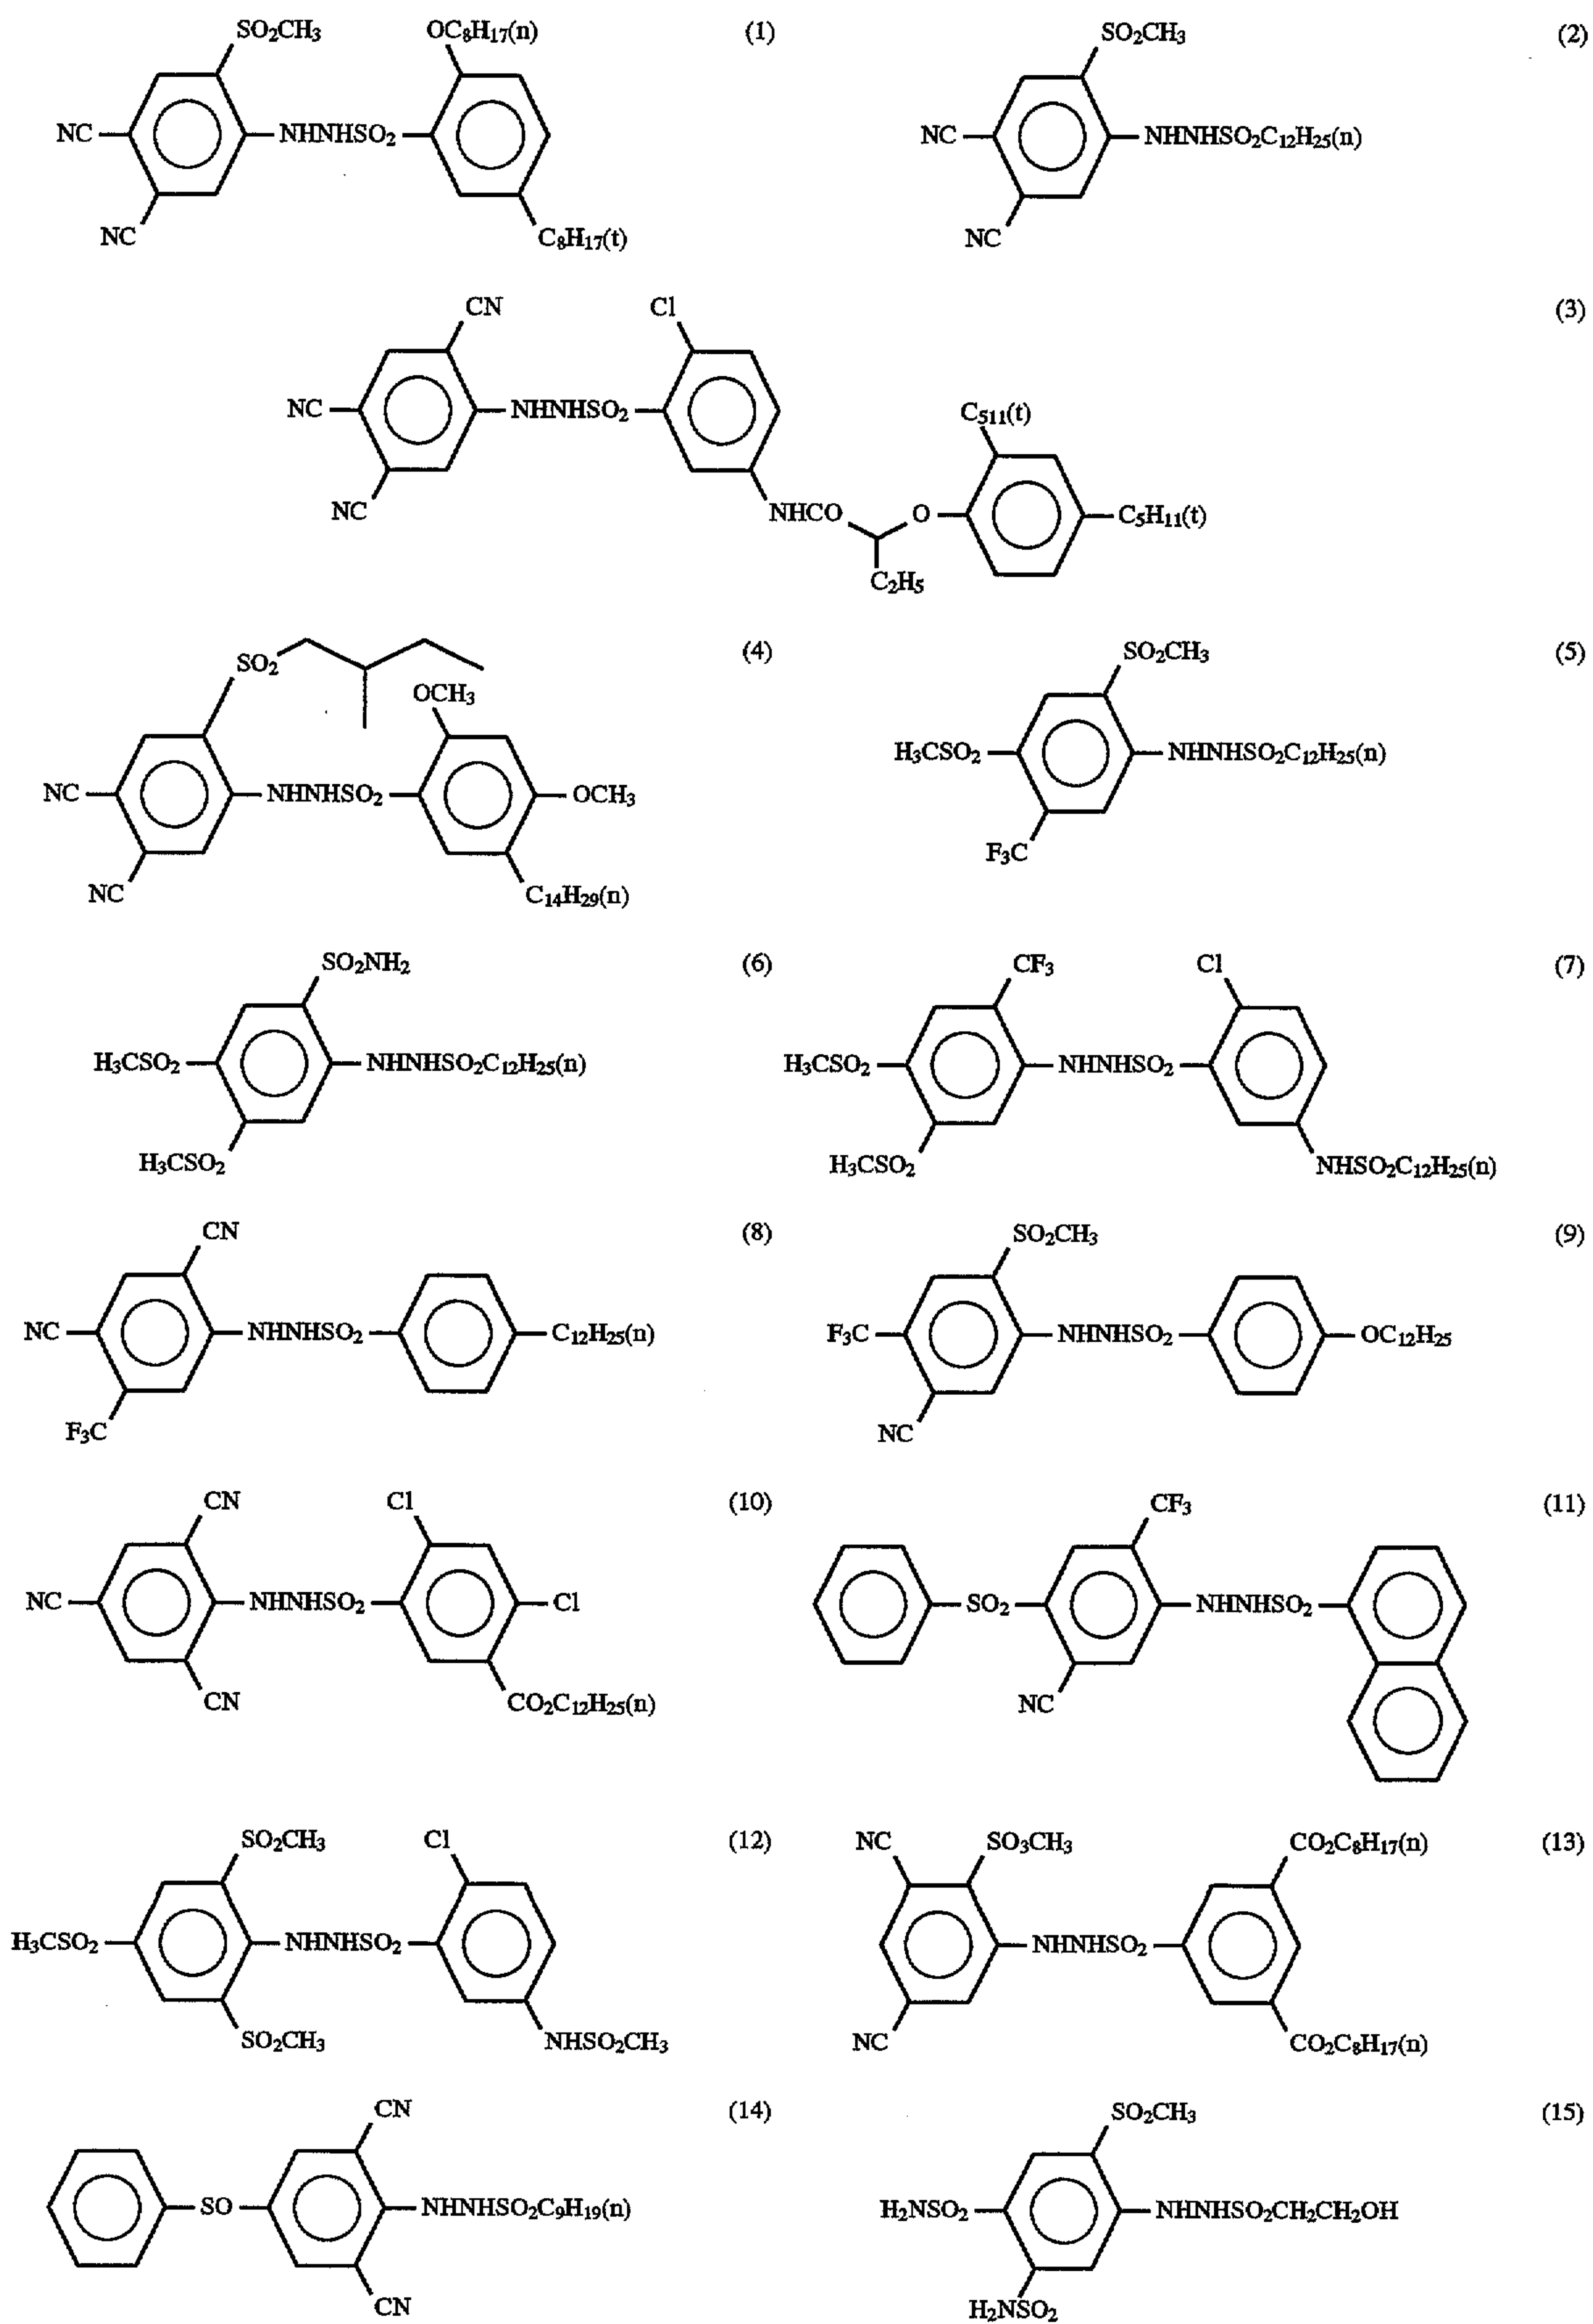 SO₂CH₃ OC₈H₁₇(n) (1) SO₂CH₃ (2)
NC NHNHSO₂ NC NHNHSO₂C₁₂H₂₅(n)
NC C₈H₁₇(t) NC
CN Cl (3)
NC NHNHSO₂ C₅₁₁(t)
NC NHCO O C₅H₁₁(t)
C₂H₅
SO₂ (4) SO₂CH₃ (5)
OCH₃
H₃CSO₂ NHNHSO₂C₁₂H₂₅(n)
NC NHNHSO₂ OCH₃
F₃C
NC C₁₄H₂₉(n)
SO₂NH₂ (6) CF₃ Cl (7)
H₃CSO₂ NHNHSO₂C₁₂H₂₅(n) H₃CSO₂ NHNHSO₂
H₃CSO₂ H₃CSO₂ NHSO₂C₁₂H₂₅(n)
CN (8) SO₂CH₃ (9)
NC NHNHSO₂ C₁₂H₂₅(n) F₃C NHNHSO₂ OC₁₂H₂₅
F₃C NC
CN Cl (10) CF₃ (11)
NC NHNHSO₂ Cl SO₂ NHNHSO₂
CN CO₂C₁₂H₂₅(n) NC
SO₂CH₃ Cl (12) NC SO₃CH₃ CO₂C₈H₁₇(n) (13)
H₃CSO₂ NHNHSO₂ NHNHSO₂
SO₂CH₃ NHSO₂CH₃ NC CO₂C₈H₁₇(n)
CN (14) SO₂CH₃ (15)
SO NHNHSO₂C₉H₁₉(n) H₂NSO₂ NHNHSO₂CH₂CH₂OH
CN H₂NSO₂